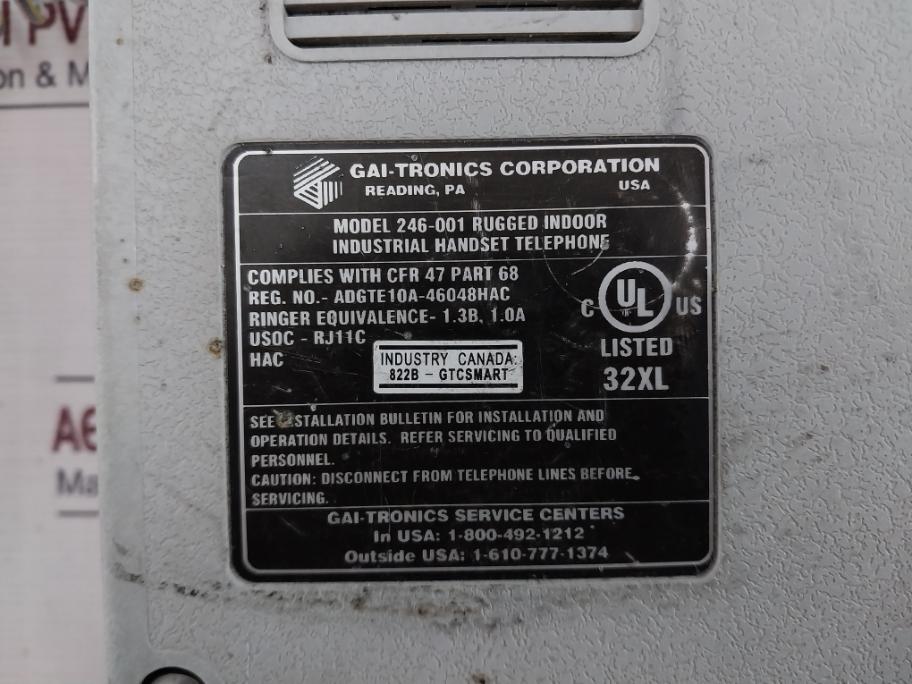 PV
on & M
GAI-TRONICS CORPORATION
READING, PA USA
MODEL 246-001 RUGGED INDOOR
INDUSTRIAL HANDSET TELEPHONE
COMPLIES WITH CFR 47 PART 68
REG. NO.- ADGTE10A-46048HAC
RINGER EQUIVALENCE- 1.3B, 1.0A
USOC - RJ11C
HAC
INDUSTRY CANADA:
822B - GTCSMART
C UL US
LISTED
32XL
SEE INSTALLATION BULLETIN FOR INSTALLATION AND
OPERATION DETAILS. REFER SERVICING TO QUALIFIED
PERSONNEL.
CAUTION: DISCONNECT FROM TELEPHONE LINES BEFORE
SERVICING.
GAI-TRONICS SERVICE CENTERS
In USA: 1-800-492-1212
Outside USA: 1-610-777-1374
A
Ma